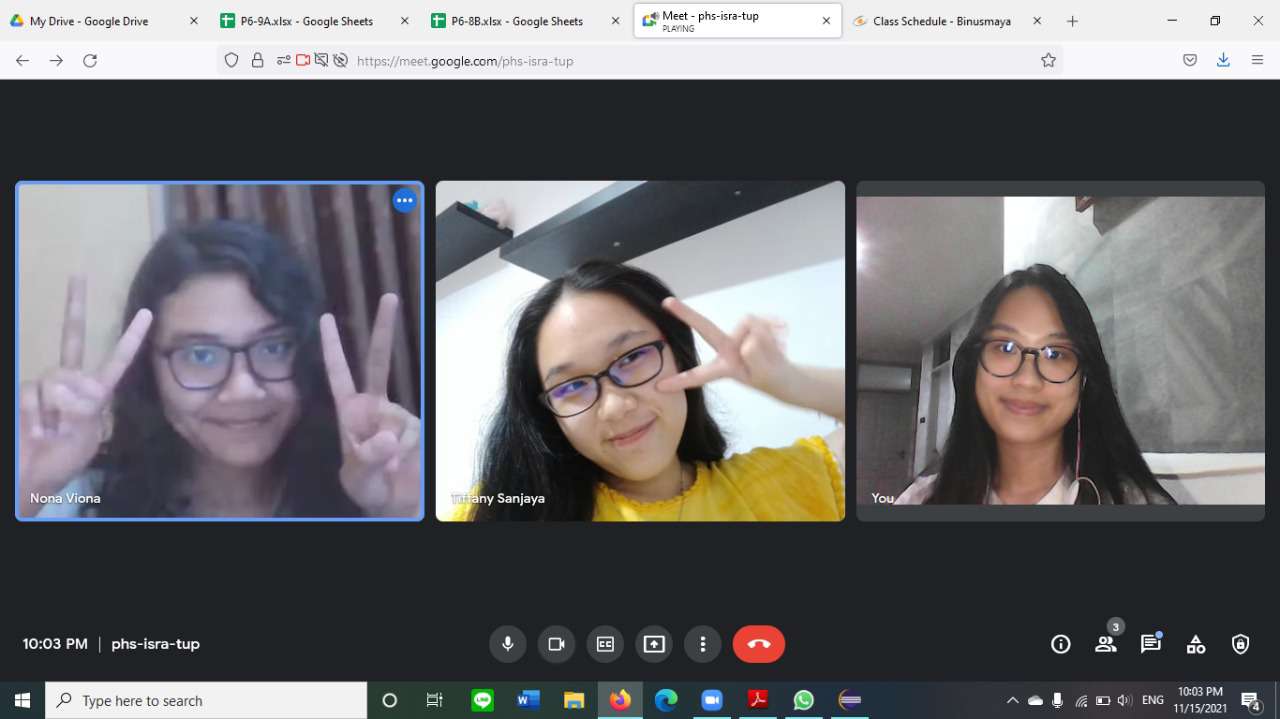 My Drive - Google Drive
P6-9A.xlsx - Google Sheets
P6-8B.xlsx - Google Sheets
Meet - phs-isra-tup
PLAYING
Class Schedule - Binusmaya
https://meet.google.com/phs-isra-tup
Nona Viona
Tiffany Sanjaya
You
10:03 PM | phs-isra-tup
3
Type here to search
ENG
10:03 PM
11/15/2021
4